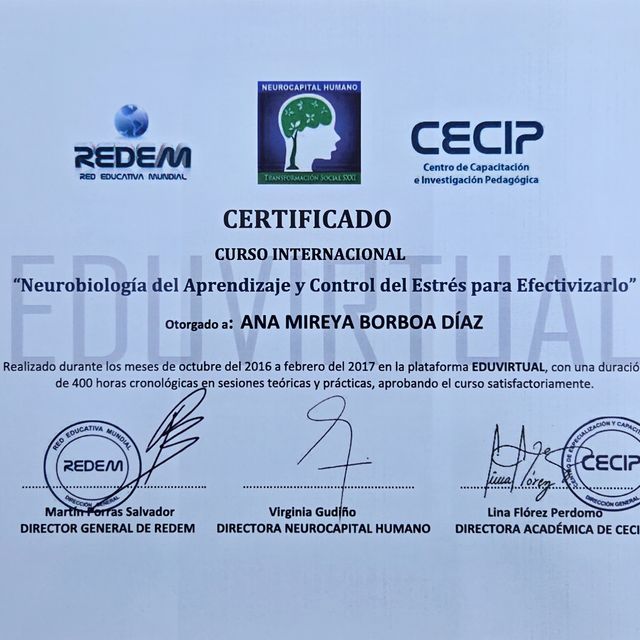 NEUROCAPITAL HUMANO
TRANSFORMACIÓN SOCIAL SXXI
REDEM
RED EDUCATIVA MUNDIAL
CECIP
Centro de Capacitación
e Investigación Pedagógica
EDUVIRTUAL
CERTIFICADO
CURSO INTERNACIONAL
“Neurobiología del Aprendizaje y Control del Estrés para Efectivizarlo”
Otorgado a: ANA MIREYA BORBOA DÍAZ
Realizado durante los meses de octubre del 2016 a febrero del 2017 en la plataforma EDUVIRTUAL, con una duració
de 400 horas cronológicas en sesiones teóricas y prácticas, aprobando el curso satisfactoriamente.
RED EDUCATIVA MUNDIAL
REDEM
DIRECCIÓN GENERAL
CECIP
DIRECCIÓN GENERAL
Martín Porras Salvador
DIRECTOR GENERAL DE REDEM
Virginia Gudiño
DIRECTORA NEUROCAPITAL HUMANO
Lina Flórez Perdomo
DIRECTORA ACADÉMICA DE CECI